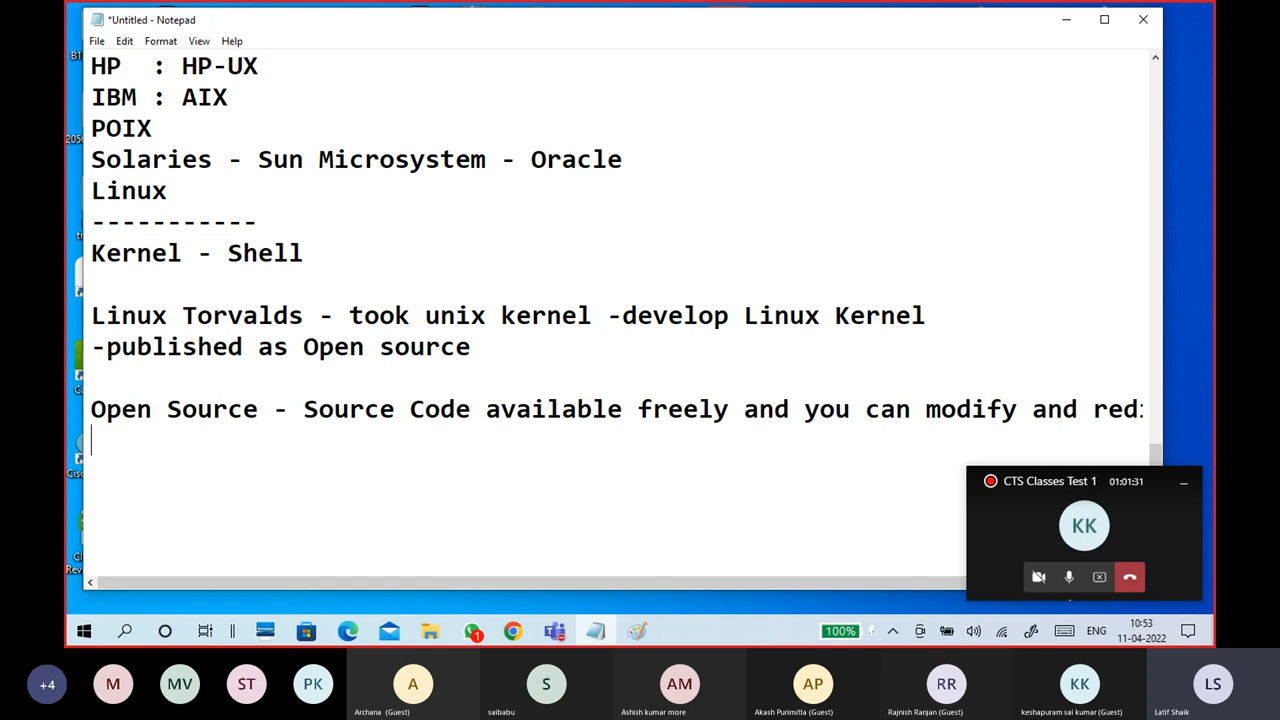 *Untitled - Notepad
File Edit Format View Help
HP : HP-UX
IBM : AIX
POIX
Solaries - Sun Microsystem - Oracle
Linux
-----------
Kernel - Shell
Linux Torvalds - took unix kernel -develop Linux Kernel
-published as Open source
Open Source - Source Code available freely and you can modify and
CTS Classes Test 1 01:01:31
KK
100%
1
ENG
10:53
11-04-2022
+4 M MV ST PK A S AM AP RR KK LS
Archana (Guest) saibabu Ashish kumar more Akash Purimitla (Guest) Rajnish Ranjan (Guest) keshapuram sai kumar (Guest) Latif Shaik